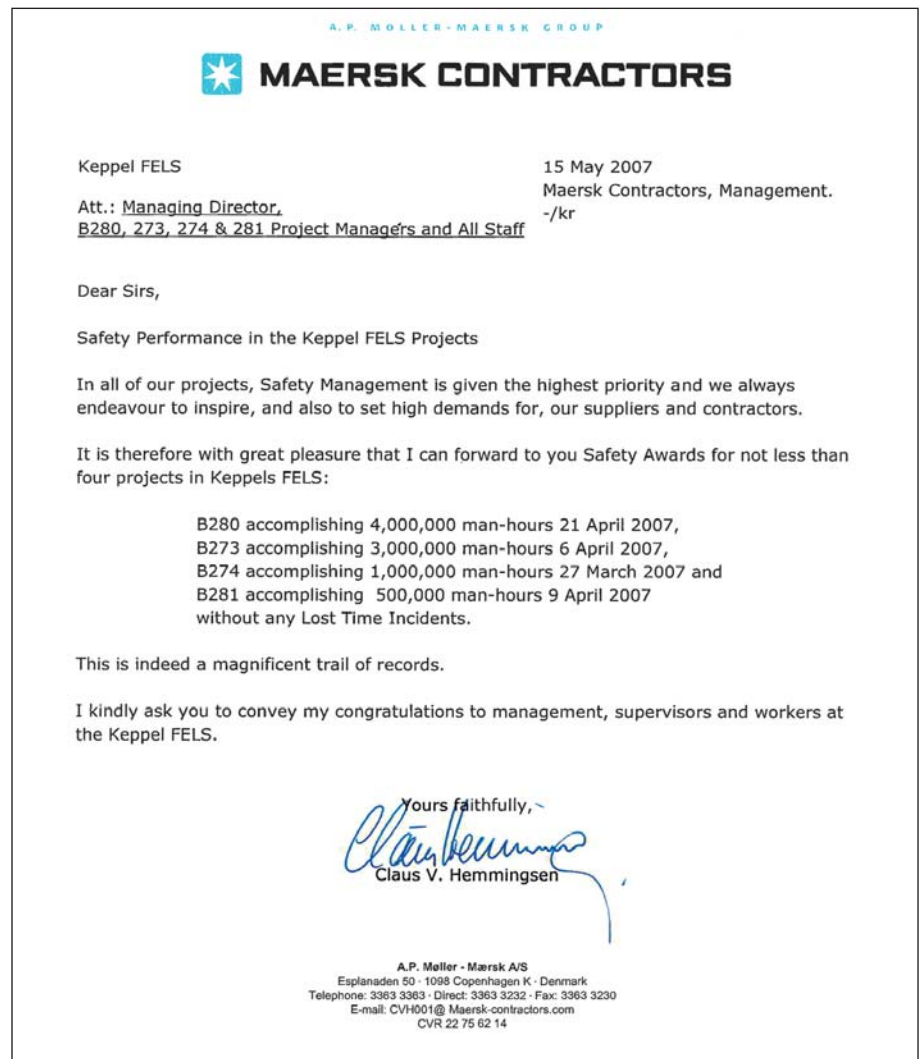 A.P. MOLLER-MAERSK GROUP
MAERSK CONTRACTORS
Keppel FELS
15 May 2007
Maersk Contractors, Management.
-/kr
Att.: Managing Director,
B280, 273, 274 & 281 Project Managers and All Staff
Dear Sirs,
Safety Performance in the Keppel FELS Projects
In all of our projects, Safety Management is given the highest priority and we always
endeavour to inspire, and also to set high demands for, our suppliers and contractors.
It is therefore with great pleasure that I can forward to you Safety Awards for not less than
four projects in Keppels FELS:
B280 accomplishing 4,000,000 man-hours 21 April 2007,
B273 accomplishing 3,000,000 man-hours 6 April 2007,
B274 accomplishing 1,000,000 man-hours 27 March 2007 and
B281 accomplishing 500,000 man-hours 9 April 2007
without any Lost Time Incidents.
This is indeed a magnificent trail of records.
I kindly ask you to convey my congratulations to management, supervisors and workers at
the Keppel FELS.
Yours faithfully,
Claus V. Hemmingsen
A.P. Møller - Mærsk A/S
Esplanaden 50 · 1098 Copenhagen K · Denmark
Telephone: 3363 3363 · Direct: 3363 3232 · Fax: 3363 3230
E-mail: CVH001@ Maersk-contractors.com
CVR 22 75 62 14